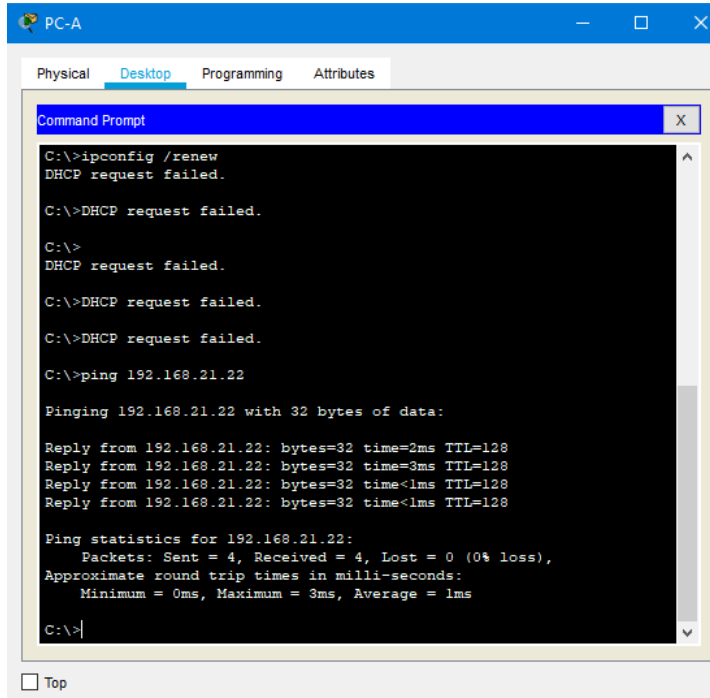 PC-A
Physical Desktop Programming Attributes
Command Prompt
X
C:\>ipconfig /renew
DHCP request failed.
C:\>DHCP request failed.
C:\>
DHCP request failed.
C:\>DHCP request failed.
C:\>DHCP request failed.
C:\>ping 192.168.21.22
Pinging 192.168.21.22 with 32 bytes of data:
Reply from 192.168.21.22: bytes=32 time=2ms TTL=128
Reply from 192.168.21.22: bytes=32 time=3ms TTL=128
Reply from 192.168.21.22: bytes=32 time<1ms TTL=128
Reply from 192.168.21.22: bytes=32 time<1ms TTL=128
Ping statistics for 192.168.21.22:
Packets: Sent = 4, Received = 4, Lost = 0 (0% loss),
Approximate round trip times in milli-seconds:
Minimum = 0ms, Maximum = 3ms, Average = 1ms
C:\>
Top